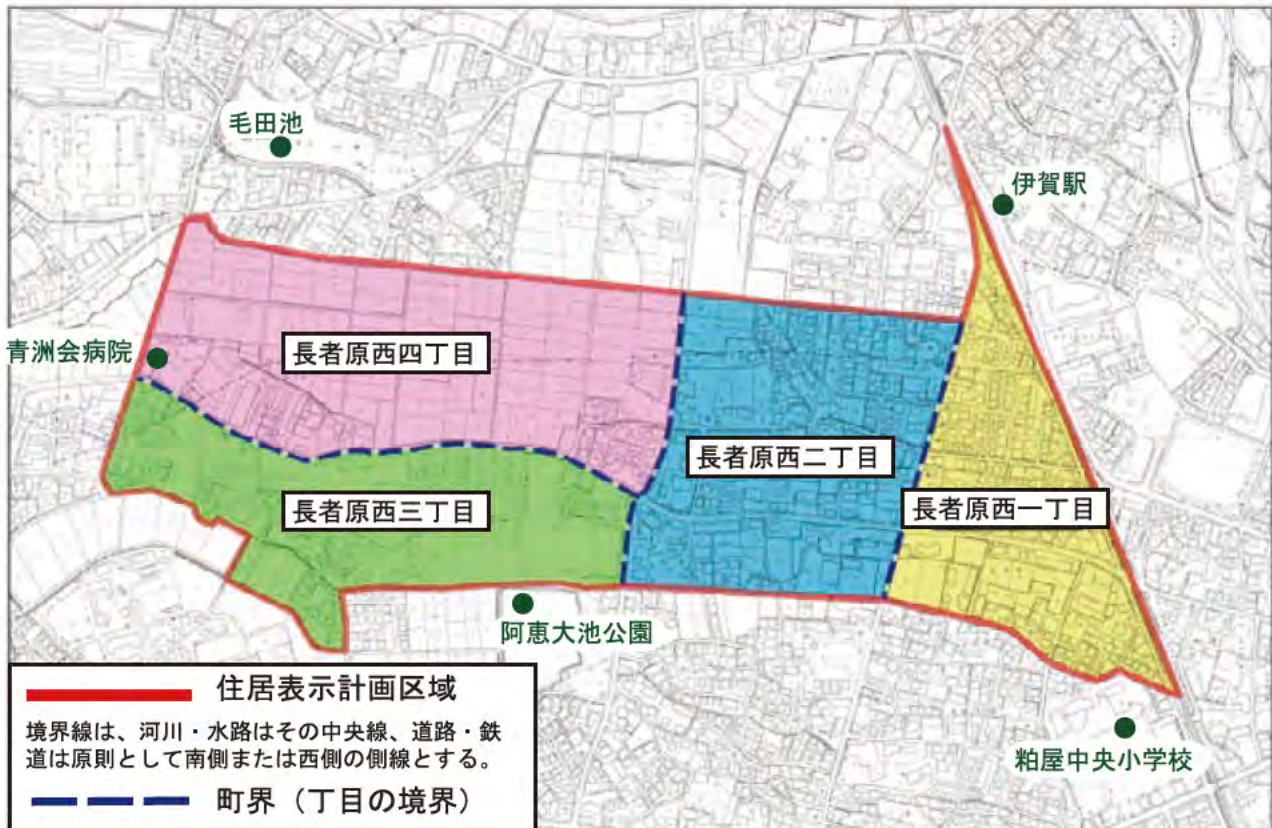 毛田池
伊賀駅
青洲会病院
長者原西四丁目
長者原西二丁目
長者原西三丁目
長者原西一丁目
阿恵大池公園
住居表示計画区域
境界線は、河川・水路はその中央線、道路・鉄
道は原則として南側または西側の側線とする。
町界（丁目の境界）
粕屋中央小学校